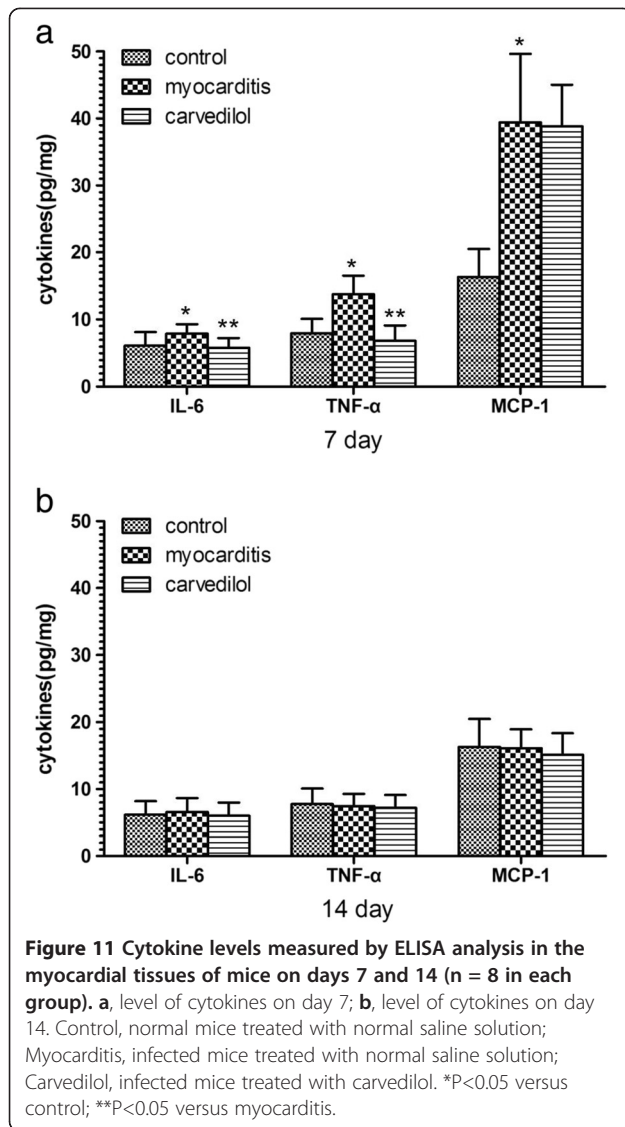 a
50
40
30
20
10
0
cytokines(pg/mg)
control
myocarditis
carvedilol
* ** * ** *
IL-6 TNF-α MCP-1
7 day
b
50
40
30
20
10
0
cytokines(pg/mg)
control
myocarditis
carvedilol
IL-6 TNF-α MCP-1
14 day
Figure 11 Cytokine levels measured by ELISA analysis in the
myocardial tissues of mice on days 7 and 14 (n = 8 in each
group). a, level of cytokines on day 7; b, level of cytokines on day
14. Control, normal mice treated with normal saline solution;
Myocarditis, infected mice treated with normal saline solution;
Carvedilol, infected mice treated with carvedilol. *P<0.05 versus
control; **P<0.05 versus myocarditis.